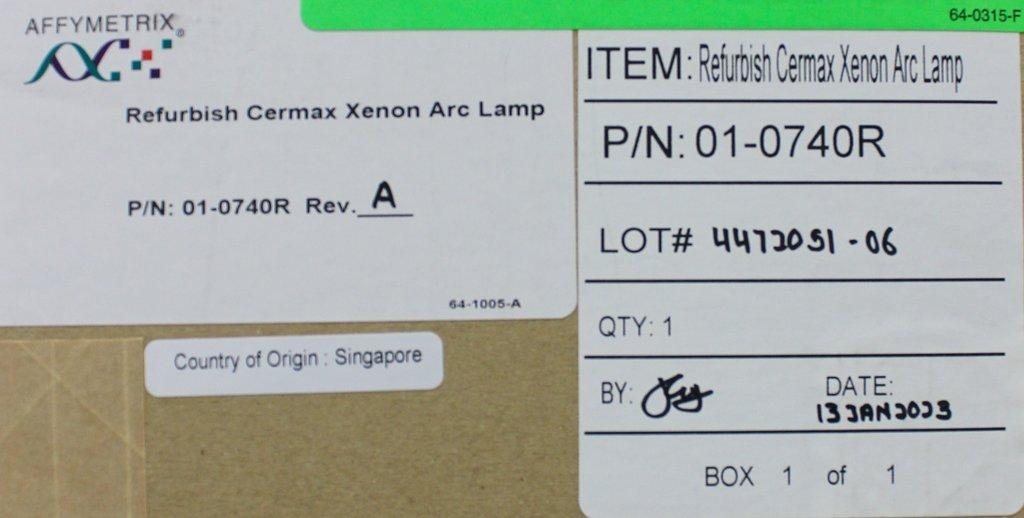 AFFYMETRIX®
Refurbish Cermax Xenon Arc Lamp
P/N: 01-0740R Rev. A
64-1005-A
Country of Origin : Singapore
64-0315-F
ITEM: Refurbish Cermax Xenon Arc Lamp
P/N: 01-0740R
LOT# 4472051-06
QTY: 1
BY:
DATE:
13JAN2023
BOX 1 of 1